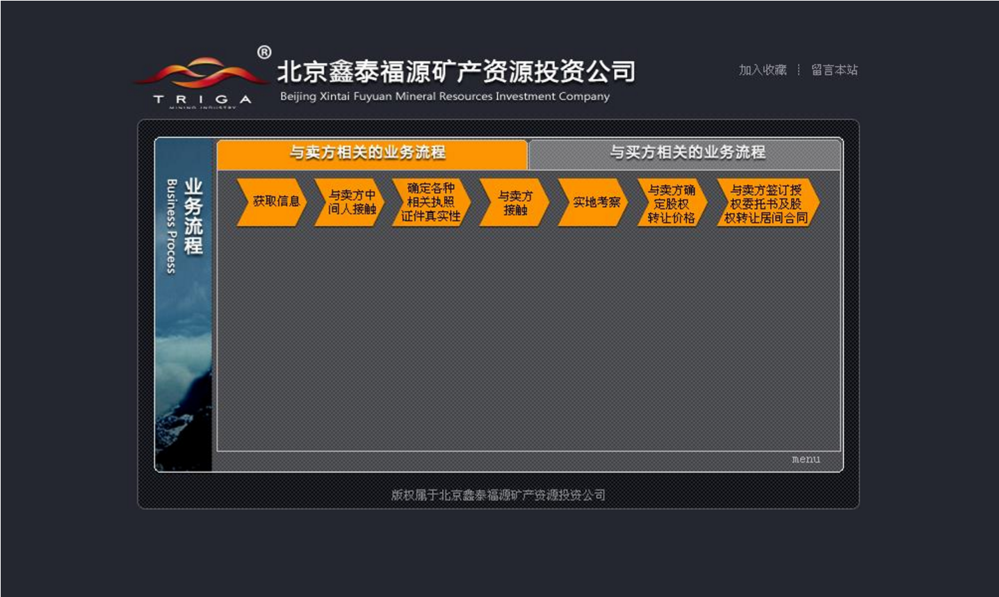 ®
北京鑫泰福源矿产资源投资公司
Beijing Xintai Fuyuan Mineral Resources Investment Company
TRIGA
MINING INDUSTRY
加入收藏 ┊ 留言本站
业务流程
Business Process
与卖方相关的业务流程
与买方相关的业务流程
获取信息
与卖方中
间人接触
确定各种
相关执照
证件真实性
与卖方
接触
实地考察
与卖方确
定股权
转让价格
与卖方签订授
权委托书及股
权转让居间合同
menu
版权属于北京鑫泰福源矿产资源投资公司